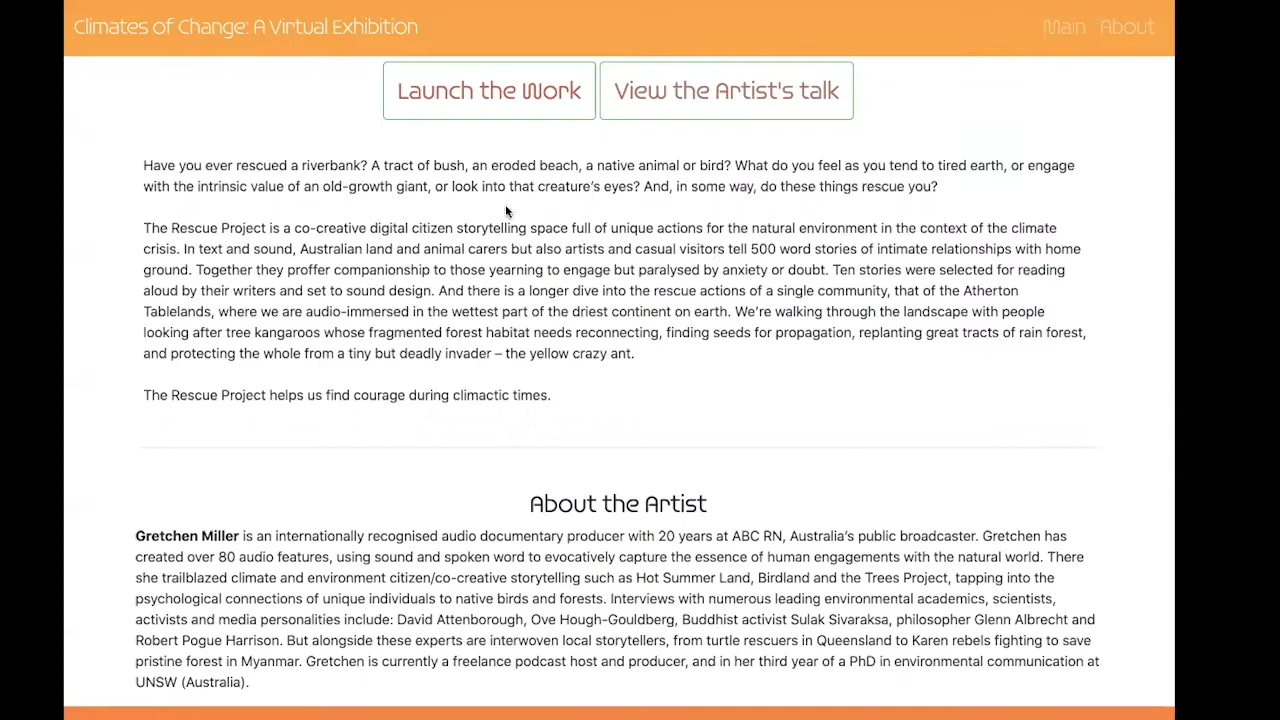 Climates of Change: A Virtual Exhibition
Main About
Launch the Work
View the Artist's talk
Have you ever rescued a riverbank? A tract of bush, an eroded beach, a native animal or bird? What do you feel as you tend to tired earth, or engage
with the intrinsic value of an old-growth giant, or look into that creature’s eyes? And, in some way, do these things rescue you?
The Rescue Project is a co-creative digital citizen storytelling space full of unique actions for the natural environment in the context of the climate
crisis. In text and sound, Australian land and animal carers but also artists and casual visitors tell 500 word stories of intimate relationships with home
ground. Together they proffer companionship to those yearning to engage but paralysed by anxiety or doubt. Ten stories were selected for reading
aloud by their writers and set to sound design. And there is a longer dive into the rescue actions of a single community, that of the Atherton
Tablelands, where we are audio-immersed in the wettest part of the driest continent on earth. We’re walking through the landscape with people
looking after tree kangaroos whose fragmented forest habitat needs reconnecting, finding seeds for propagation, replanting great tracts of rain forest,
and protecting the whole from a tiny but deadly invader – the yellow crazy ant.
The Rescue Project helps us find courage during climactic times.
About the Artist
Gretchen Miller is an internationally recognised audio documentary producer with 20 years at ABC RN, Australia’s public broadcaster. Gretchen has
created over 80 audio features, using sound and spoken word to evocatively capture the essence of human engagements with the natural world. There
she trailblazed climate and environment citizen/co-creative storytelling such as Hot Summer Land, Birdland and the Trees Project, tapping into the
psychological connections of unique individuals to native birds and forests. Interviews with numerous leading environmental academics, scientists,
activists and media personalities include: David Attenborough, Ove Hough-Gouldberg, Buddhist activist Sulak Sivaraksa, philosopher Glenn Albrecht and
Robert Pogue Harrison. But alongside these experts are interwoven local storytellers, from turtle rescuers in Queensland to Karen rebels fighting to save
pristine forest in Myanmar. Gretchen is currently a freelance podcast host and producer, and in her third year of a PhD in environmental communication at
UNSW (Australia).